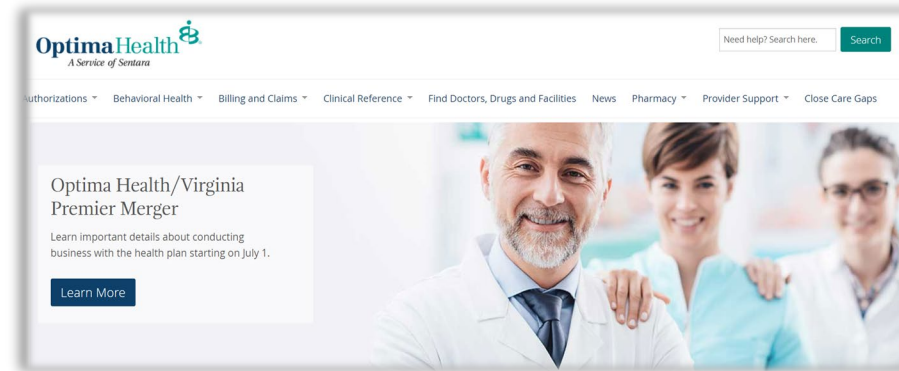 OptimaHealth
A Service of Sentara
Need help? Search here.
Search
uthorizations Behavioral Health Billing and Claims Clinical Reference Find Doctors, Drugs and Facilities News Pharmacy Provider Support Close Care Gaps
Optima Health/Virginia
Premier Merger
Learn important details about conducting
business with the health plan starting on July 1.
Learn More